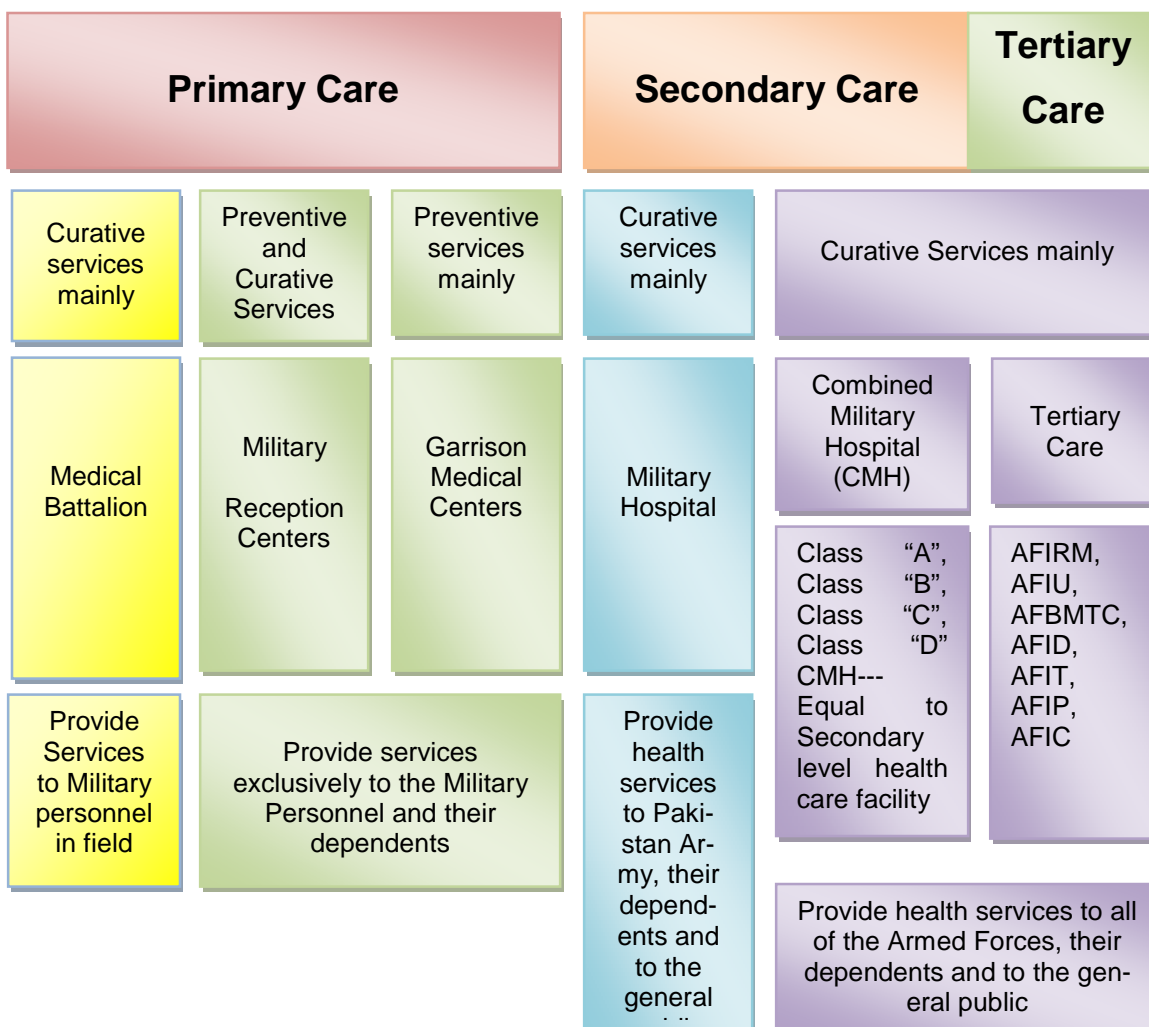 Primary Care
Secondary Care
Tertiary
Care
Curative
services
mainly
Preventive
and
Curative
Services
Preventive
services
mainly
Curative
services
mainly
Curative Services mainly
Medical
Battalion
Military
Reception
Centers
Garrison
Medical
Centers
Military
Hospital
Combined
Military
Hospital
(CMH)
Tertiary
Care
Class “A”,
Class “B”,
Class “C”,
Class “D”
CMH---
Equal to
Secondary
level health
care facility
AFIRM,
AFIU,
AFBMTC,
AFID,
AFIT,
AFIP,
AFIC
Provide
Services
to Military
personnel
in field
Provide services
exclusively to the Military
Personnel and their
dependents
Provide
health
services
to Paki-
stan Ar-
my, their
depend-
ents and
to the
general
Provide health services to all
of the Armed Forces, their
dependents and to the gen-
eral public